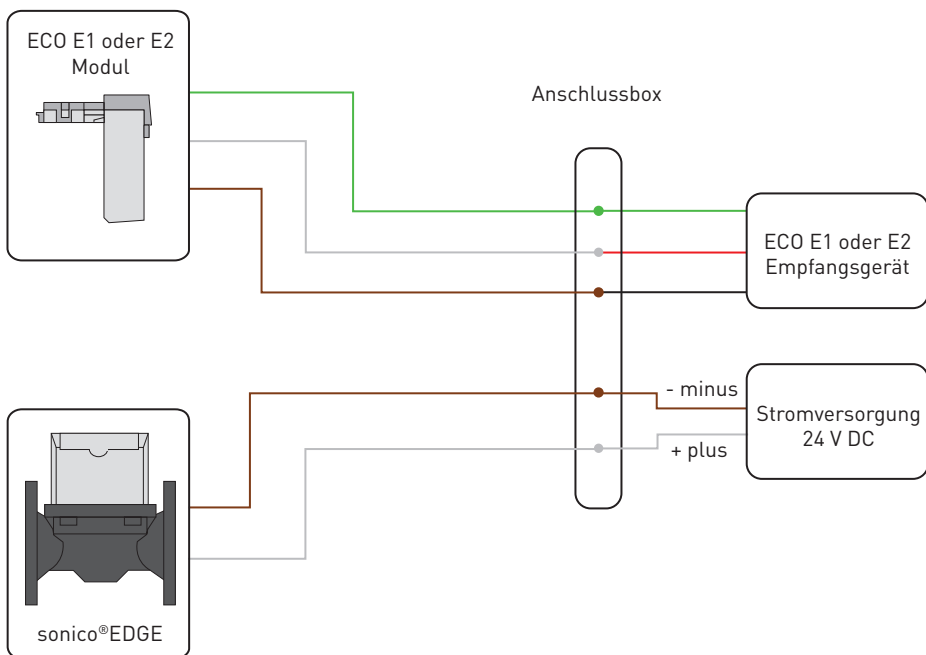 ECO E1 oder E2
Modul
Anschlussbox
ECO E1 oder E2
Empfangsgerät
- minus
+ plus
Stromversorgung
24 V DC
sonico®EDGE